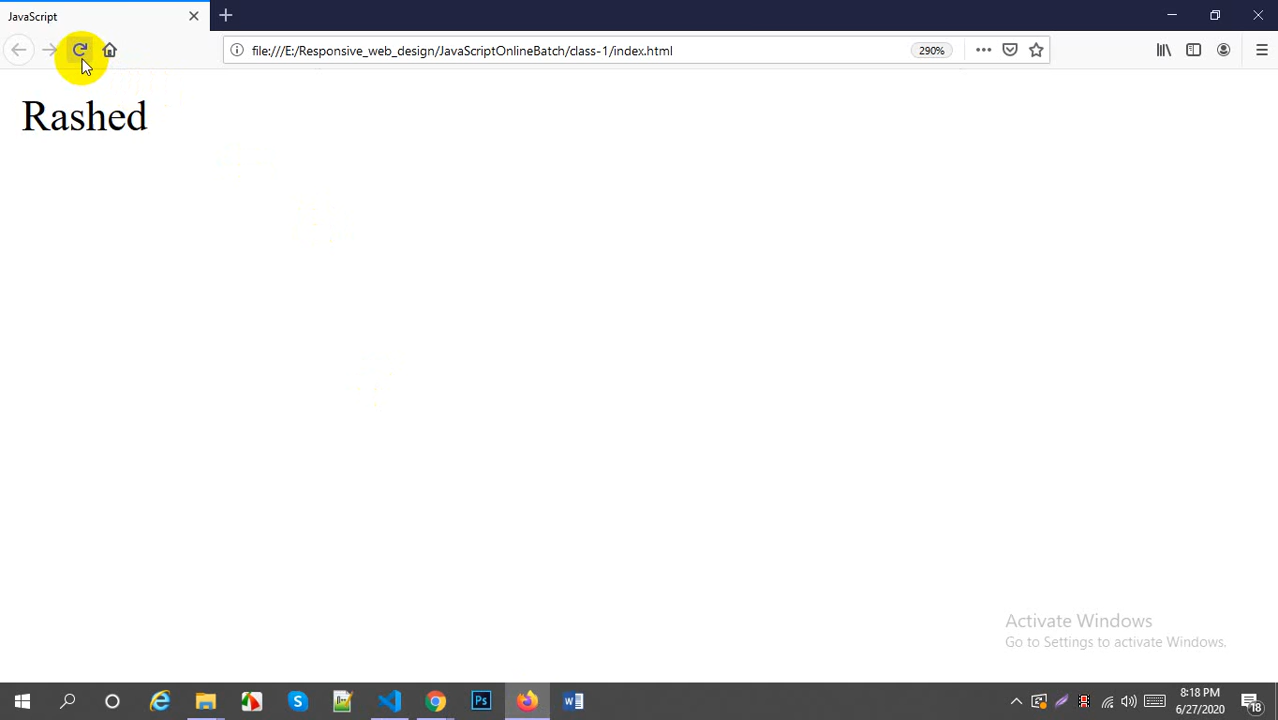 JavaScript
file:///E:/Responsive_web_design/JavaScriptOnlineBatch/class-1/index.html
290%
Rashed
Activate Windows
Go to Settings to activate Windows.
Ps
8:18 PM
6/27/2020
18